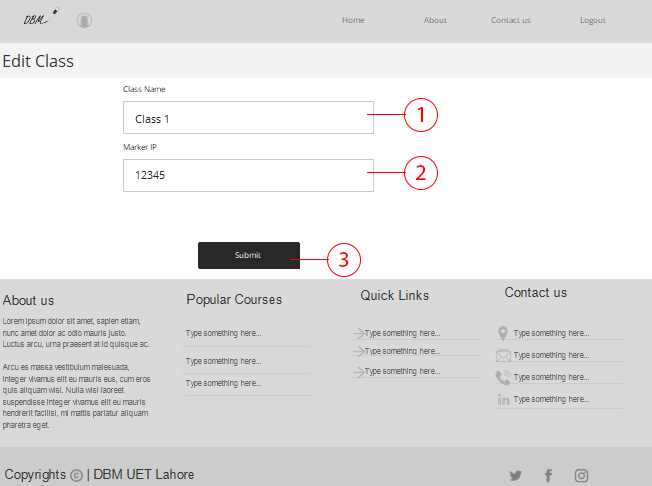 DBM
Home About Contact us Logout
Edit Class
Class Name
Class 1
1
Marker IP
12345
2
Submit
3
About us
Lorem ipsum dolor sit amet, sapien etiam,
nunc amet dolor ac odio mauris justo.
Luctus arcu, urna praesent at id quisque ac.
Arcu es massa vestibulum malesuada,
integer vivamus elit eu mauris eus, cum eros
quis aliquam wisi. Nulla wisi laoreet
suspendisse integer vivamus elit eu mauris
hendrerit facilisi, mi mattis pariatur aliquam
pharetra eget.
Popular Courses
Type something here...
Type something here...
Type something here...
Quick Links
Type something here...
Type something here...
Type something here...
Contact us
Type something here...
Type something here...
Type something here...
Type something here...
Copyrights © | DBM UET Lahore